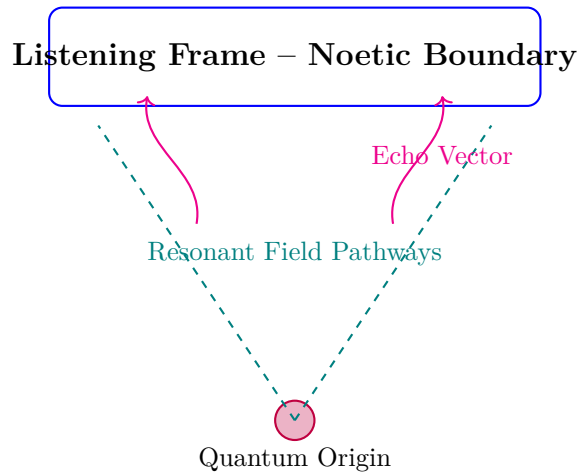 Listening Frame – Noetic Boundary
Echo Vector
Resonant Field Pathways
Quantum Origin